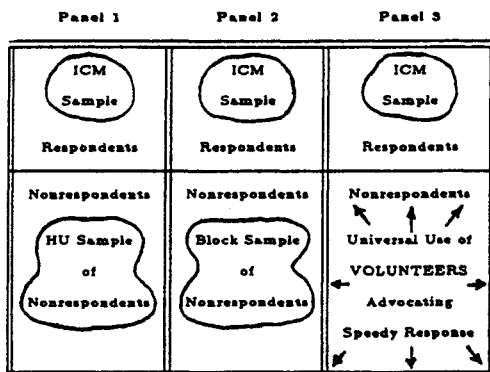 Panel 1
Panel 2
Panel 3
ICM
Sample
Respondents
Nonrespondents
HU Sample
of
Nonrespondents
ICM
Sample
Respondents
Nonrespondents
Block Sample
of
Nonrespondents
ICM
Sample
Respondents
Nonrespondents
Universal Use of
VOLUNTEERS
Advocating
Speedy Response